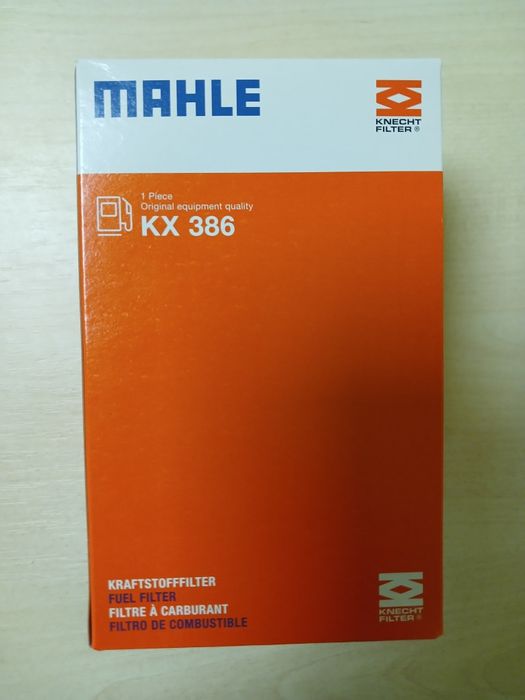 MAHLE
KNECHT
FILTER®
1 Piece
Original equipment quality
KX 386
KRAFTSTOFFFILTER
FUEL FILTER
FILTRE À CARBURANT
FILTRO DE COMBUSTIBLE
KNECHT
FILTER®